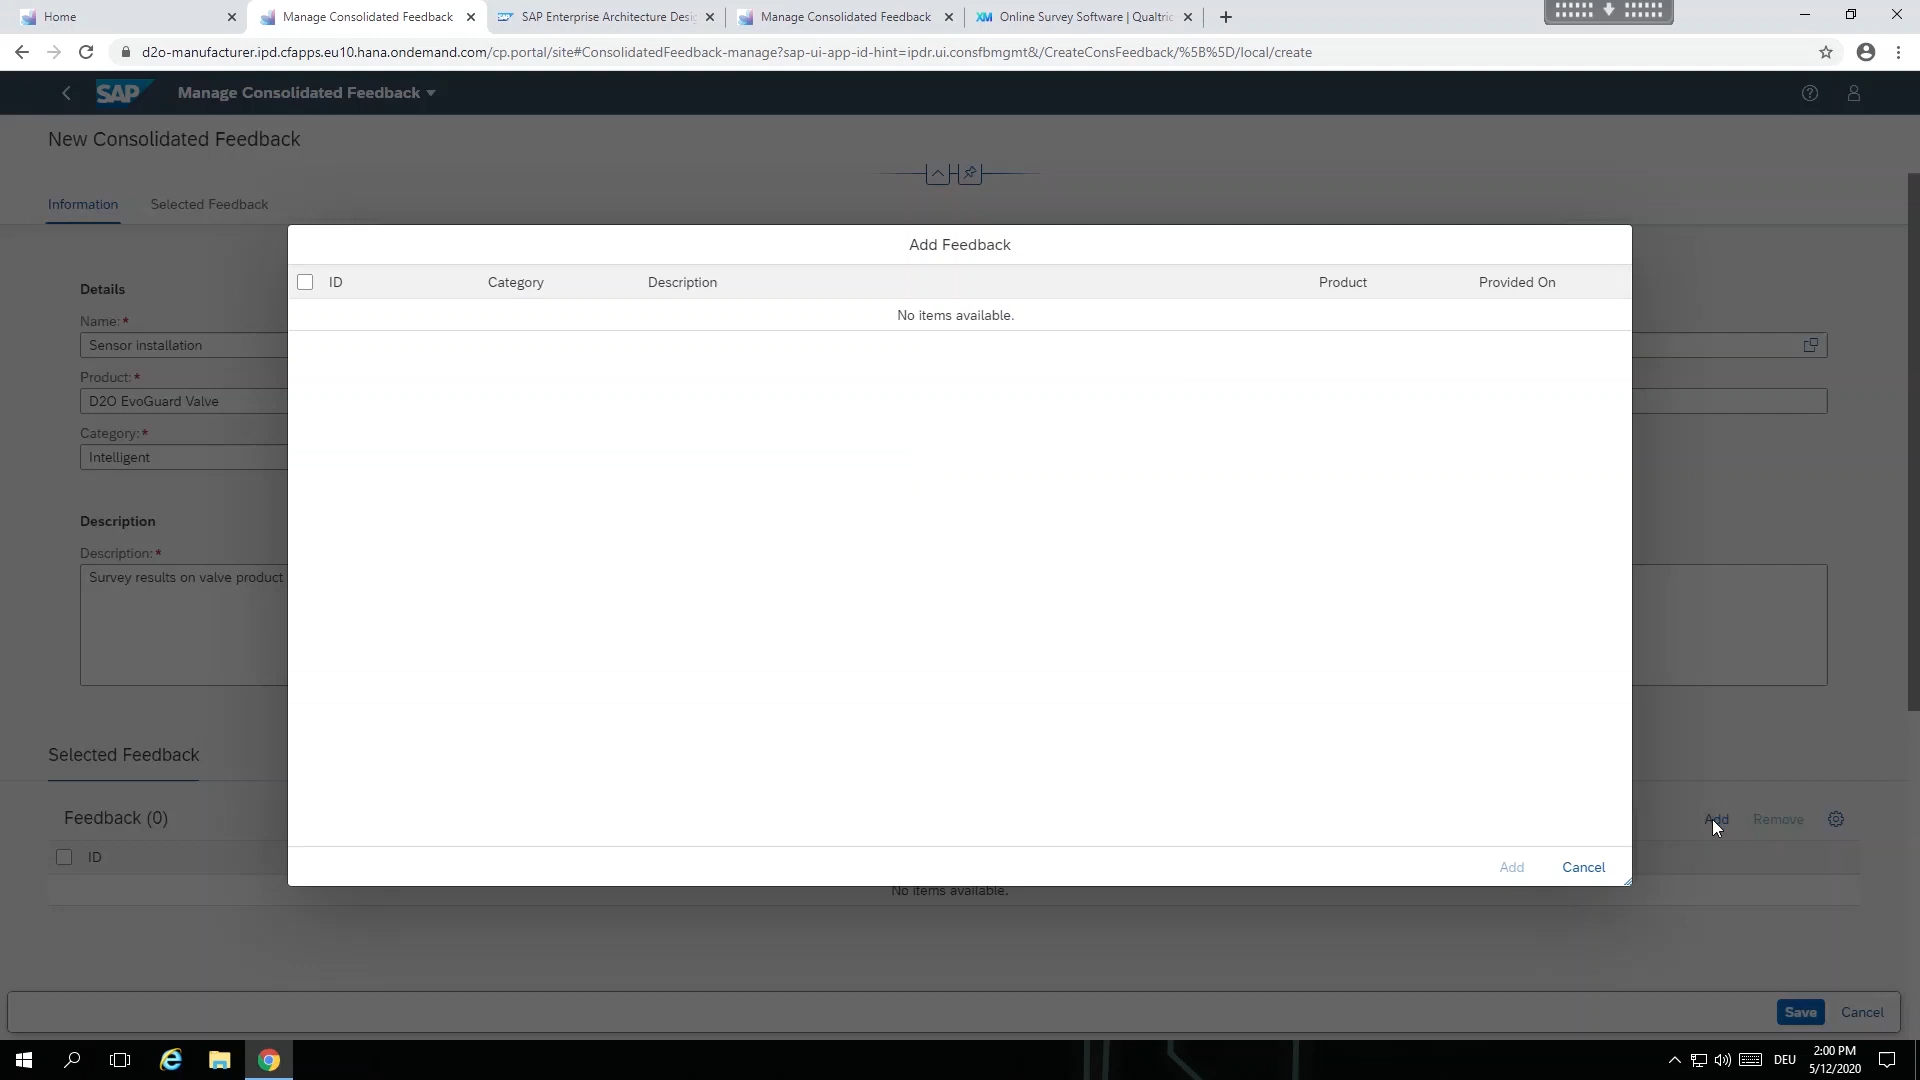 Home
Manage Consolidated Feedback
SAP Enterprise Architecture Desi
Manage Consolidated Feedback
XM Online Survey Software | Qualtric
d2o-manufacturer.ipd.cfapps.eu10.hana.ondemand.com/cp.portal/site#ConsolidatedFeedback-manage?sap-ui-app-id-hint=ipdr.ui.consfbmgmt&/CreateConsFeedback/%5B%5D/local/create
SAP Manage Consolidated Feedback
New Consolidated Feedback
Information Selected Feedback
Add Feedback
ID Category Description Product Provided On
No items available.
Details
Name:*
Sensor installation
Product:*
D2O EvoGuard Valve
Category:*
Intelligent
Description
Description:*
Survey results on valve product
Selected Feedback
Feedback (0)
Add Remove
ID
Add Cancel
No items available.
Save Cancel
DEU
2:00 PM
5/12/2020